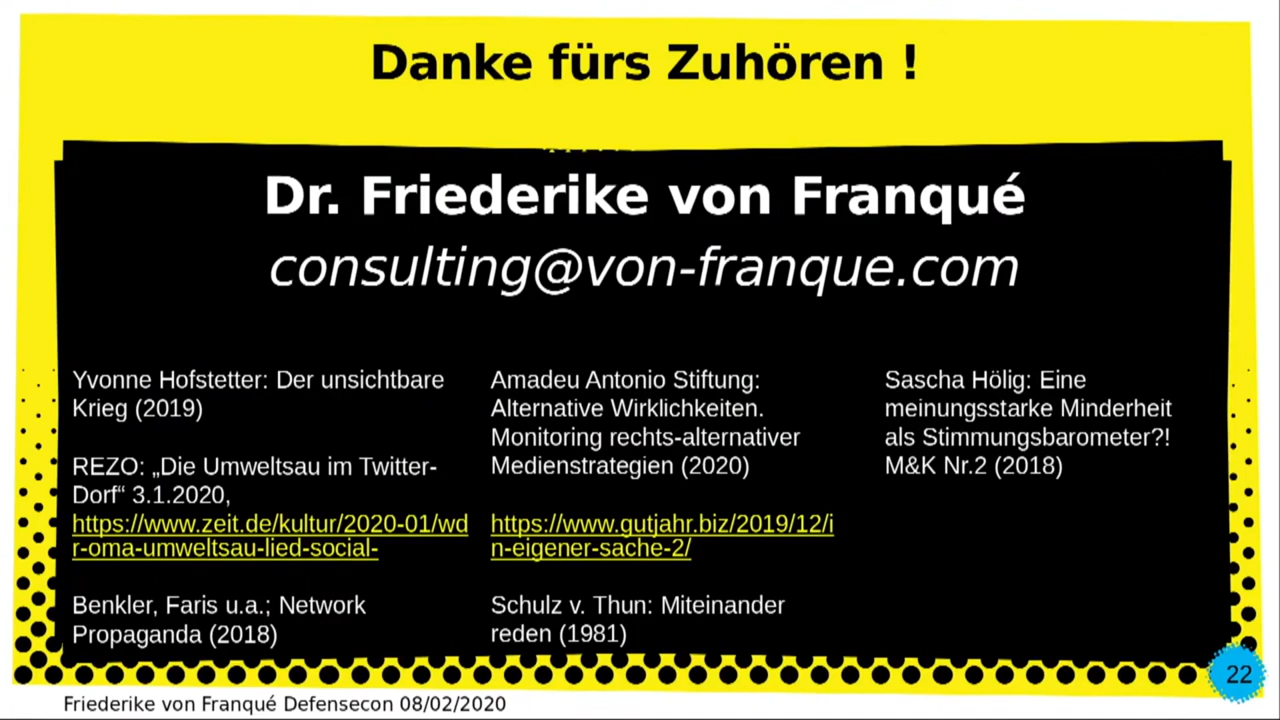 Danke fürs Zuhören !
Dr. Friederike von Franqué
consulting@von-franque.com
Yvonne Hofstetter: Der unsichtbare
Krieg (2019)
REZO: „Die Umweltsau im Twitter-
Dorf“ 3.1.2020,
https://www.zeit.de/kultur/2020-01/wd
r-oma-umweltsau-lied-social-
Benkler, Faris u.a.; Network
Propaganda (2018)
Amadeu Antonio Stiftung:
Alternative Wirklichkeiten.
Monitoring rechts-alternativer
Medienstrategien (2020)
https://www.gutjahr.biz/2019/12/i
n-eigener-sache-2/
Schulz v. Thun: Miteinander
reden (1981)
Sascha Hölig: Eine
meinungsstarke Minderheit
als Stimmungsbarometer?!
M&K Nr.2 (2018)
22
Friederike von Franqué Defensecon 08/02/2020